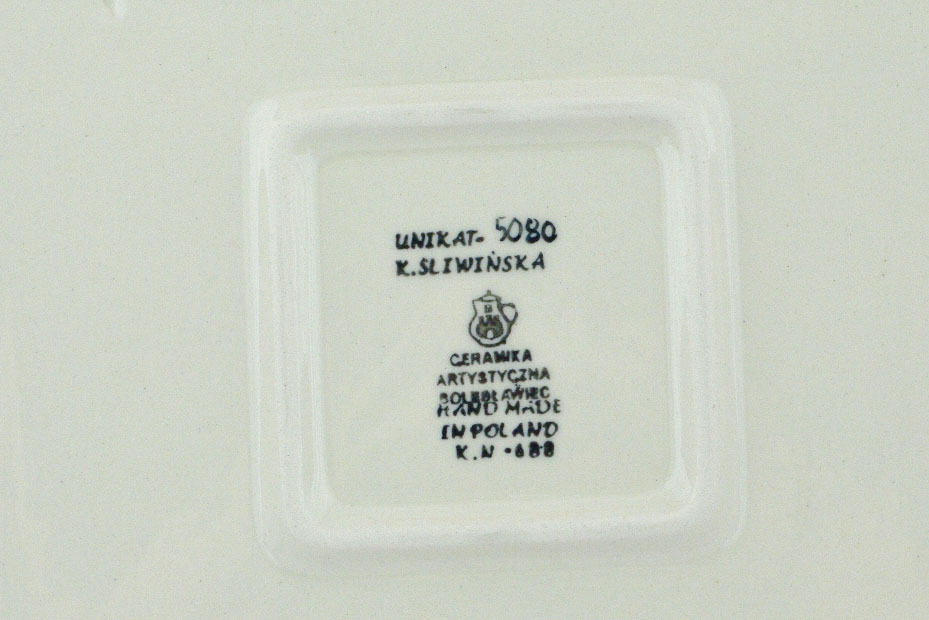 UNIKAT- 5080
K. SLIWIŃSKA
CERAMIKA
ARTYSTYCZNA
BOLESŁAWIEC
HAND MADE
IN POLAND
K.N -688